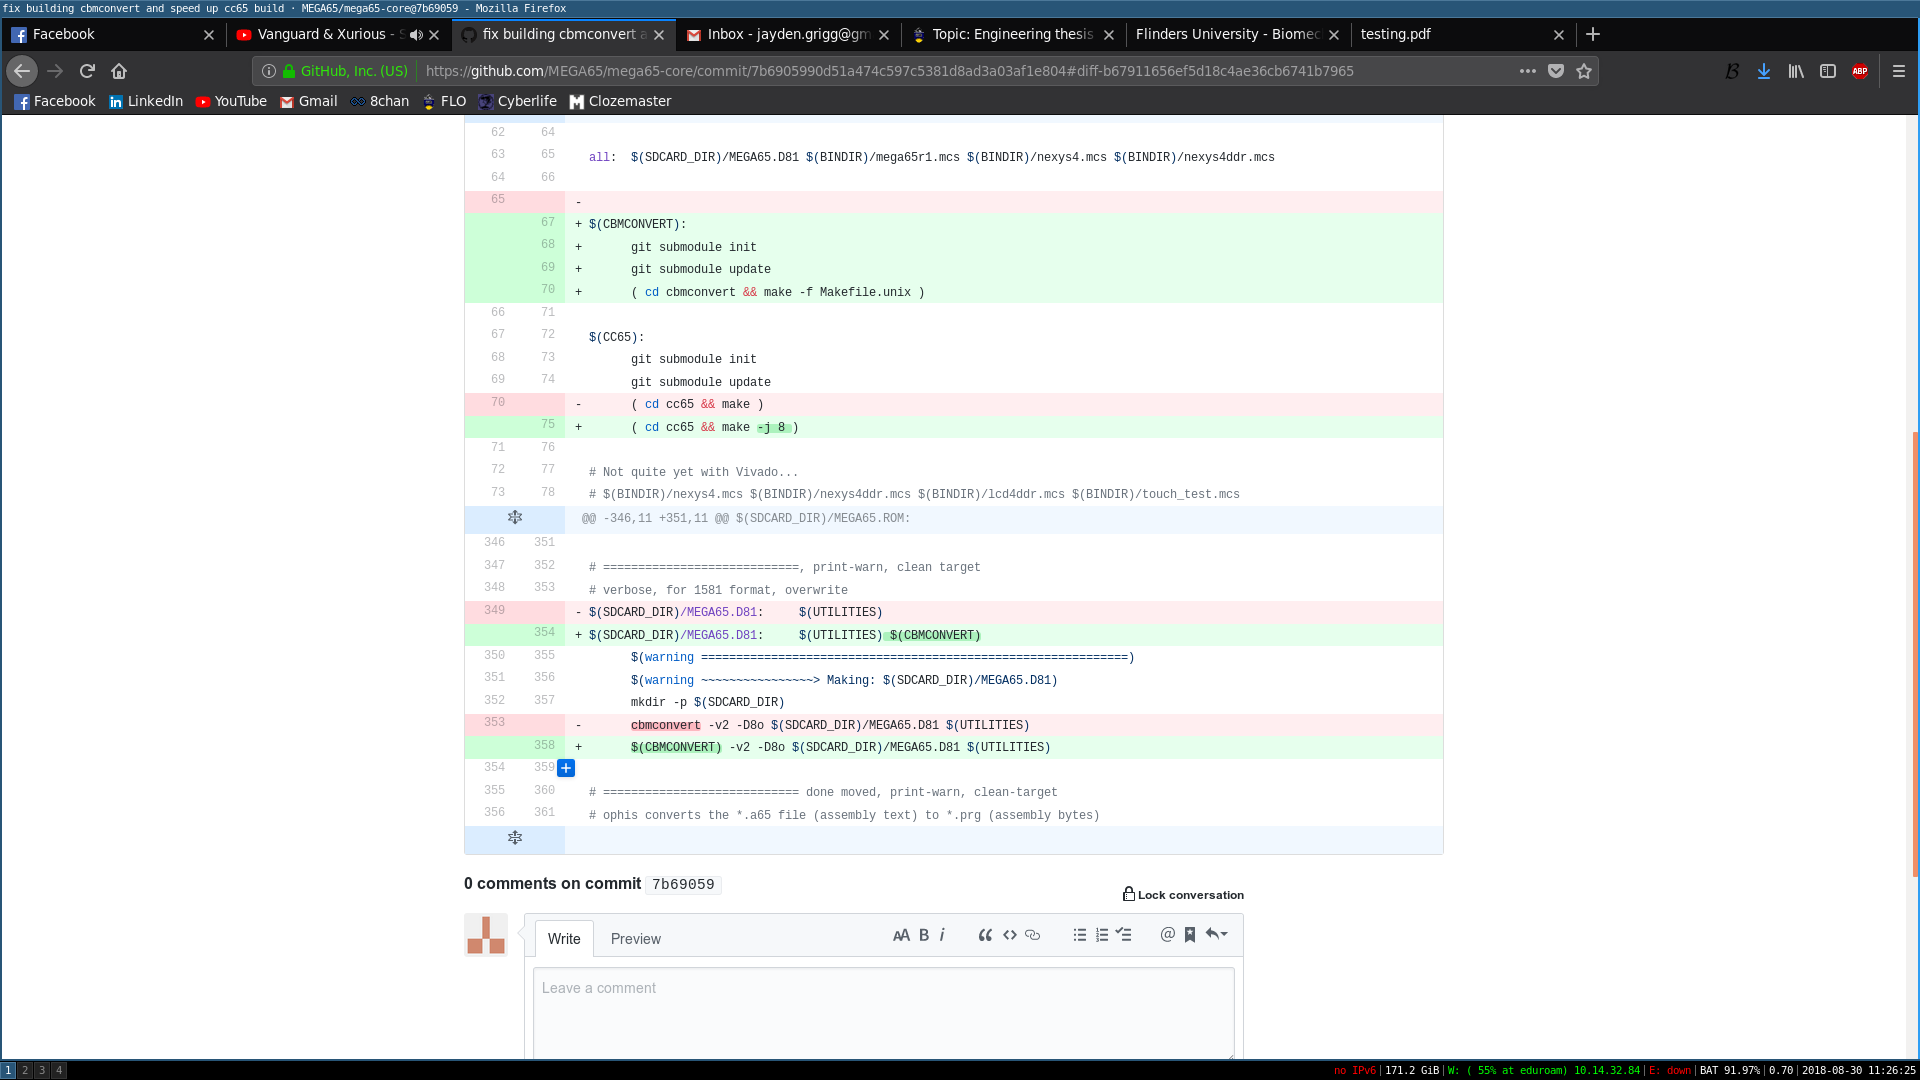 fix building cbmconvert and speed up cc65 build · MEGA65/mega65-core@7b69059 - Mozilla Firefox
Facebook
Vanguard & Xurious - S
fix building cbmconvert a
Inbox - jayden.grigg@gm
Topic: Engineering thesis
Flinders University - Biomec
testing.pdf
GitHub, Inc. (US)
https://github.com/MEGA65/mega65-core/commit/7b6905990d51a474c597c5381d8ad3a03af1e804#diff-b67911656ef5d18c4ae36cb6741b7965
ABP
Facebook LinkedIn YouTube Gmail 8chan FLO Cyberlife Clozemaster
62 64
63 65 all: $(SDCARD_DIR)/MEGA65.D81 $(BINDIR)/mega65r1.mcs $(BINDIR)/nexys4.mcs $(BINDIR)/nexys4ddr.mcs
64 66
65 -
67 + $(CBMCONVERT):
68 + git submodule init
69 + git submodule update
70 + ( cd cbmconvert && make -f Makefile.unix )
66 71
67 72 $(CC65):
68 73 git submodule init
69 74 git submodule update
70 - ( cd cc65 && make )
75 + ( cd cc65 && make -j 8 )
71 76
72 77 # Not quite yet with Vivado...
73 78 # $(BINDIR)/nexys4.mcs $(BINDIR)/nexys4ddr.mcs $(BINDIR)/lcd4ddr.mcs $(BINDIR)/touch_test.mcs
@@ -346,11 +351,11 @@ $(SDCARD_DIR)/MEGA65.ROM:
346 351
347 352 # ============================, print-warn, clean target
348 353 # verbose, for 1581 format, overwrite
349 - $(SDCARD_DIR)/MEGA65.D81: $(UTILITIES)
354 + $(SDCARD_DIR)/MEGA65.D81: $(UTILITIES) $(CBMCONVERT)
350 355 $(warning =============================================================)
351 356 $(warning ~~~~~~~~~~~~~~~~> Making: $(SDCARD_DIR)/MEGA65.D81)
352 357 mkdir -p $(SDCARD_DIR)
353 - cbmconvert -v2 -D8o $(SDCARD_DIR)/MEGA65.D81 $(UTILITIES)
358 + $(CBMCONVERT) -v2 -D8o $(SDCARD_DIR)/MEGA65.D81 $(UTILITIES)
354 359 +
355 360 # ============================ done moved, print-warn, clean-target
356 361 # ophis converts the *.a65 file (assembly text) to *.prg (assembly bytes)
0 comments on commit 7b69059
Lock conversation
Write Preview AA B i
Leave a comment
1 2 3 4
no IPv6|171.2 GiB|W: ( 55% at eduroam) 10.14.32.84|E: down|BAT 91.97%|0.70|2018-08-30 11:26:25